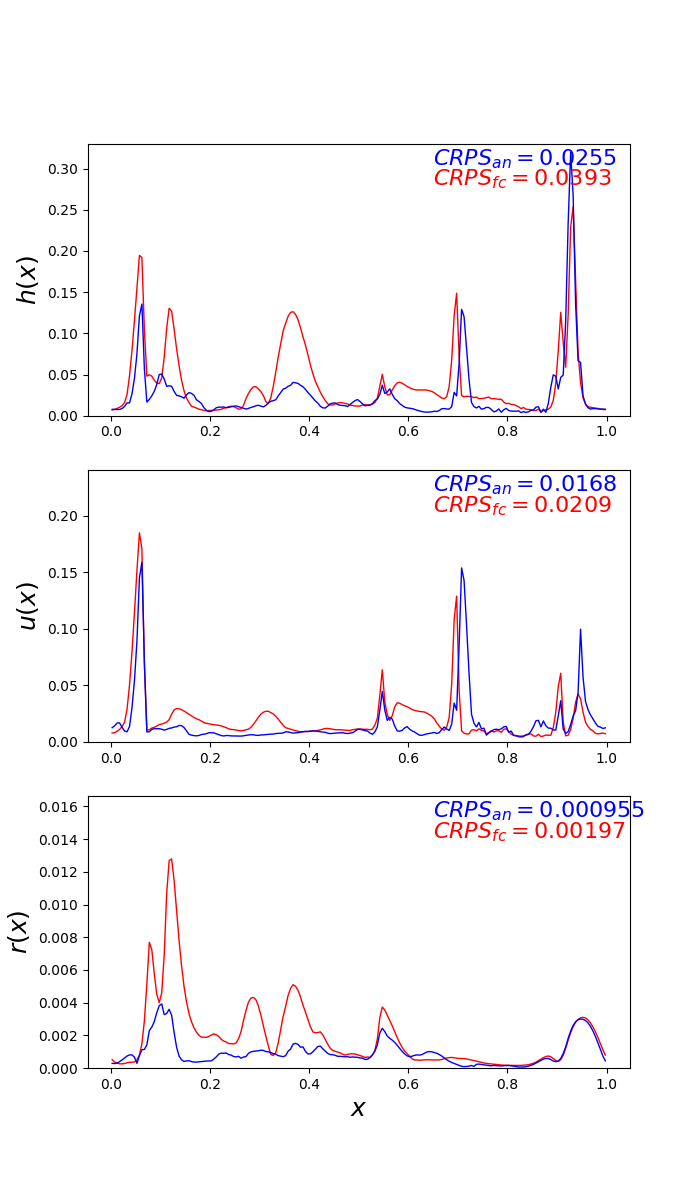 CRPS_an = 0.0255
CRPS_fc = 0.0393
h(x)
0.30
0.25
0.20
0.15
0.10
0.05
0.00
0.0 0.2 0.4 0.6 0.8 1.0
CRPS_an = 0.0168
CRPS_fc = 0.0209
u(x)
0.20
0.15
0.10
0.05
0.00
0.0 0.2 0.4 0.6 0.8 1.0
CRPS_an = 0.000955
CRPS_fc = 0.00197
r(x)
0.016
0.014
0.012
0.010
0.008
0.006
0.004
0.002
0.000
0.0 0.2 0.4 0.6 0.8 1.0
x